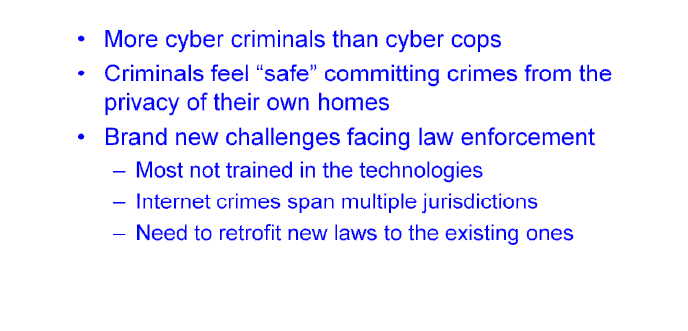 • More cyber criminals than cyber cops
• Criminals feel “safe” committing crimes from the
privacy of their own homes
• Brand new challenges facing law enforcement
– Most not trained in the technologies
– Internet crimes span multiple jurisdictions
– Need to retrofit new laws to the existing ones